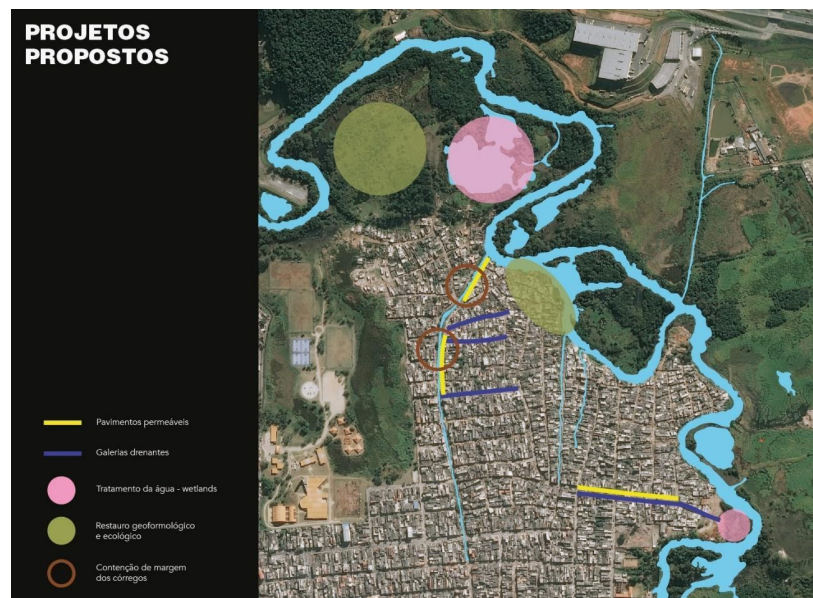 PROJETOS
PROPOSTOS
Pavimentos permeáveis
Galerias drenantes
Tratamento da água - wetlands
Restauro geoformológico
e ecológico
Contenção de margem
dos córregos